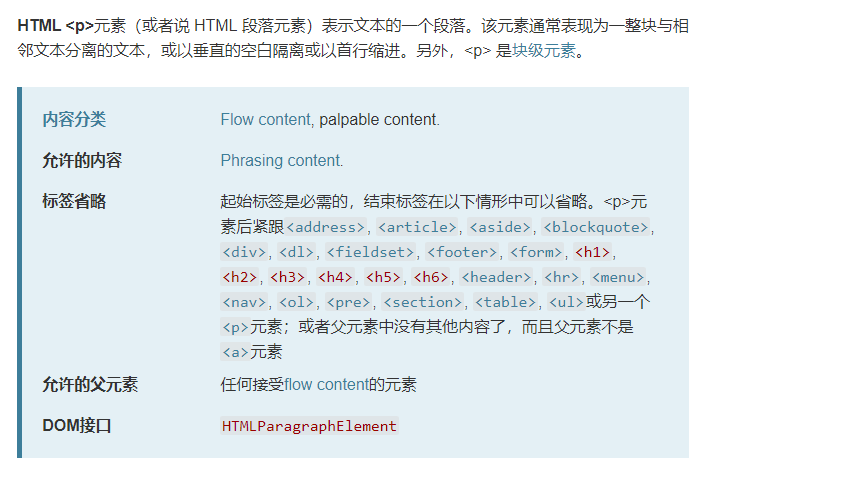 HTML <p>元素（或者说 HTML 段落元素）表示文本的一个段落。该元素通常表现为一整块与相
邻文本分离的文本，或以垂直的空白隔离或以首行缩进。另外，<p> 是块级元素。
内容分类 Flow content, palpable content.
允许的内容 Phrasing content.
标签省略 起始标签是必需的，结束标签在以下情形中可以省略。<p>元
素后紧跟<address>, <article>, <aside>, <blockquote>,
<div>, <dl>, <fieldset>, <footer>, <form>, <h1>,
<h2>, <h3>, <h4>, <h5>, <h6>, <header>, <hr>, <menu>,
<nav>, <ol>, <pre>, <section>, <table>, <ul>或另一个
<p>元素；或者父元素中没有其他内容了，而且父元素不是
<a>元素
允许的父元素 任何接受flow content的元素
DOM接口 HTMLParagraphElement